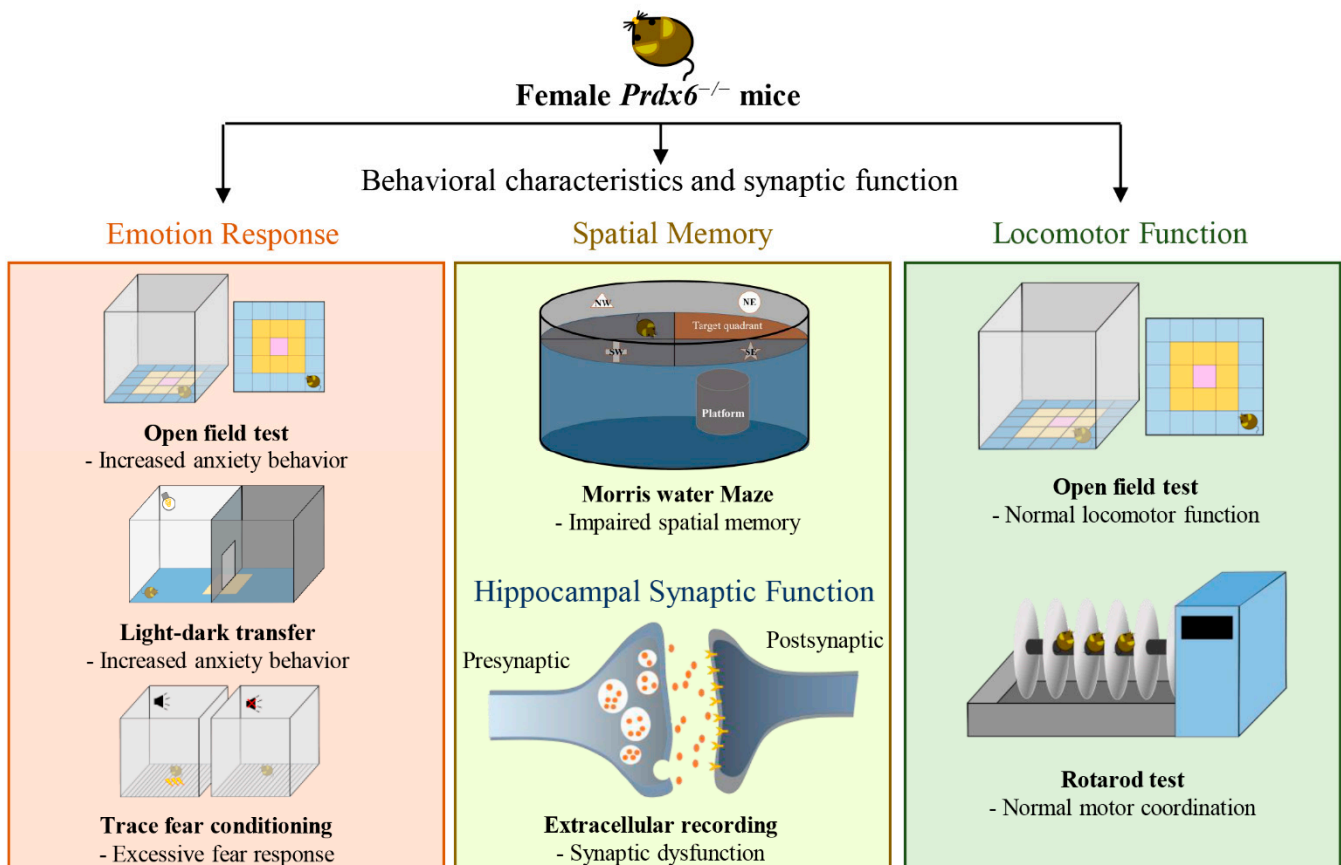 Female Prdx6−/− mice
Behavioral characteristics and synaptic function
Emotion Response
Open field test
- Increased anxiety behavior
Light-dark transfer
- Increased anxiety behavior
Trace fear conditioning
- Excessive fear response
Spatial Memory
NW
NE
Target quadrant
SW
SE
Platform
Morris water Maze
- Impaired spatial memory
Hippocampal Synaptic Function
Presynaptic
Postsynaptic
Extracellular recording
- Synaptic dysfunction
Locomotor Function
Open field test
- Normal locomotor function
Rotarod test
- Normal motor coordination